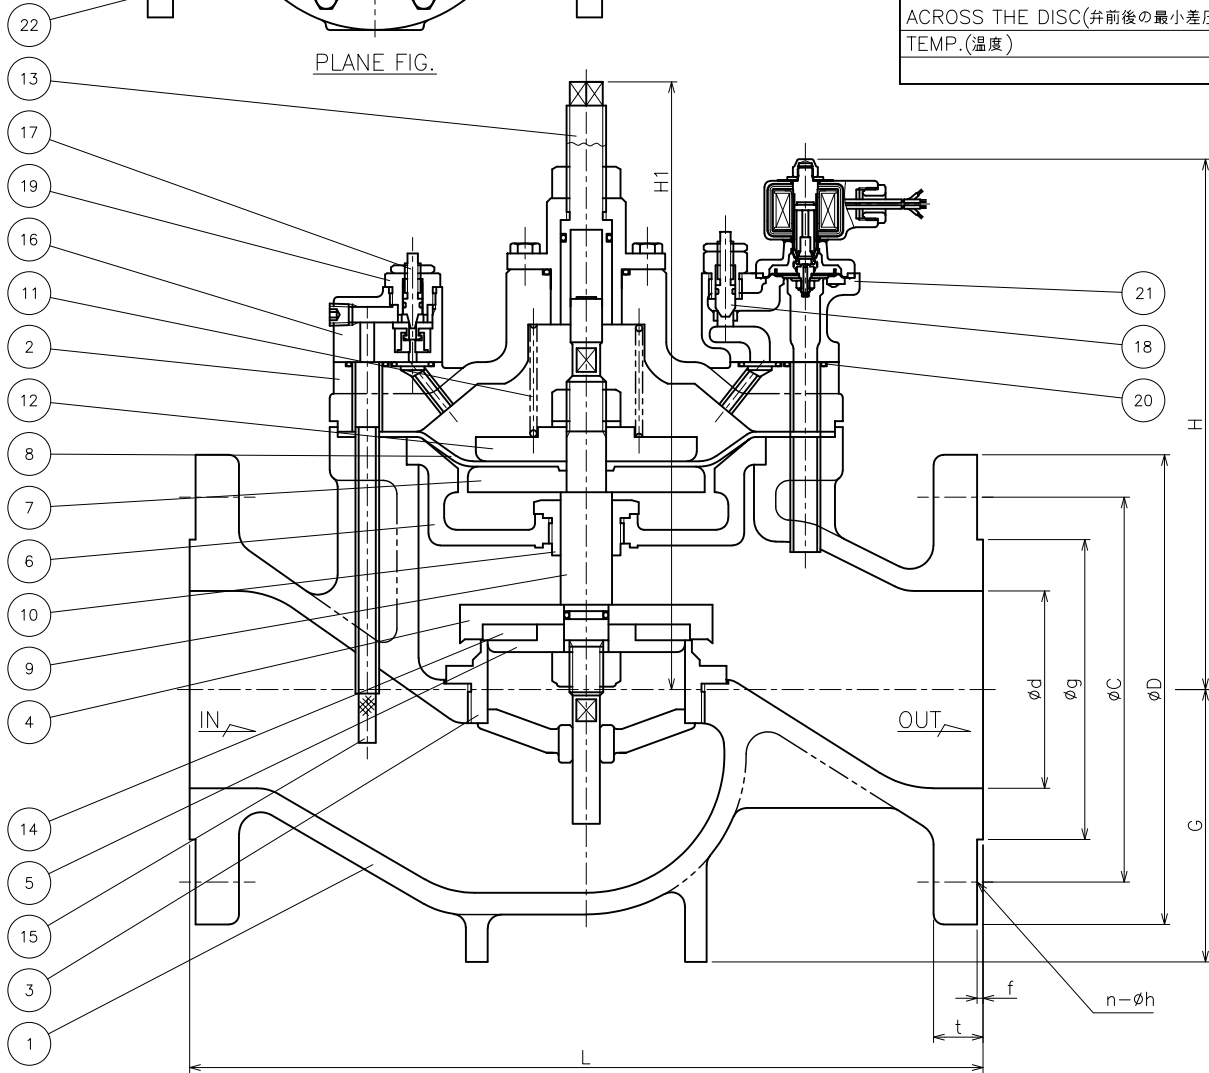 22
PLANE FIG.
ACROSS THE DISC(弁前後の最小差圧
TEMP.(温度)
13
17
19
16
11
2
12
8
7
6
10
9
4
14
5
15
3
1
21
18
20
H1
H
G
IN
OUT
ød
øg
øC
øD
f
t
n-øh
L